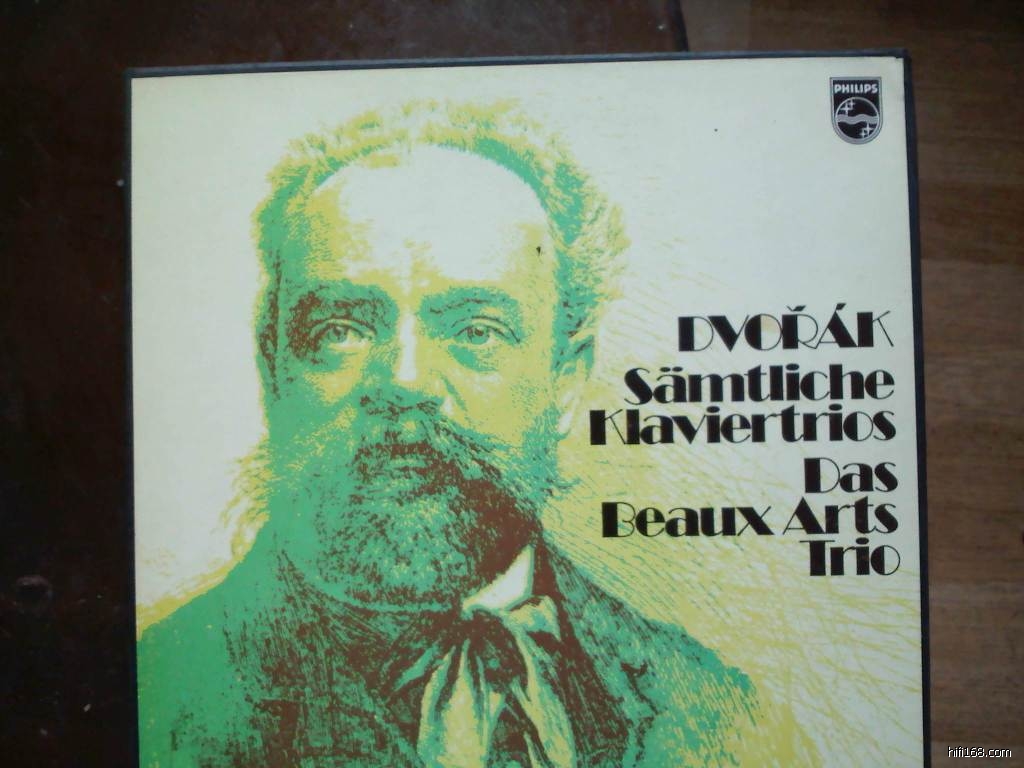 PHILIPS
DVOŘÁK
Sämtliche
Klaviertrios
Das
Beaux Arts
Trio
hifi168.com